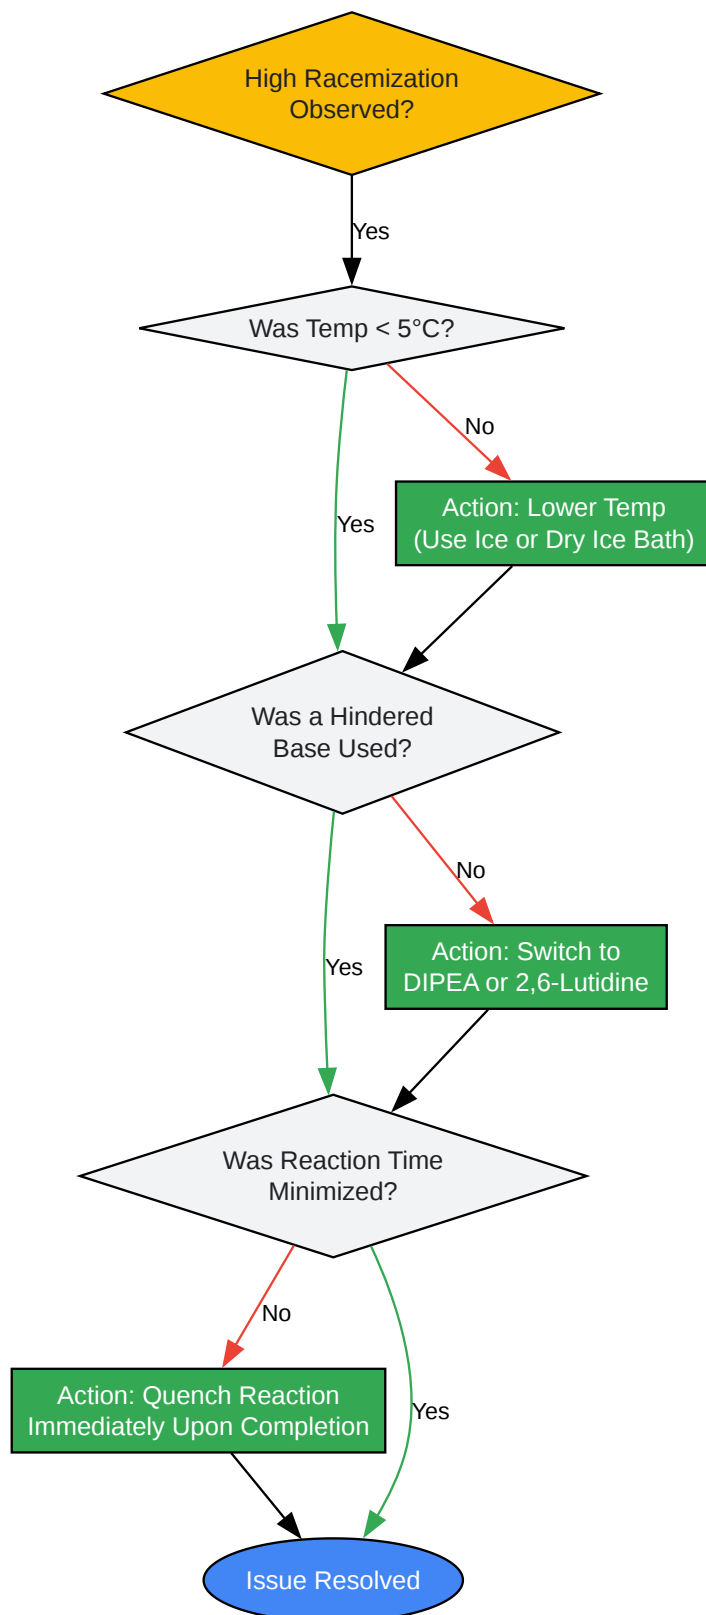 High Racemization
Observed?
Yes
Was Temp < 5°C?
No
Action: Lower Temp
(Use Ice or Dry Ice Bath)
Yes
Was a Hindered
Base Used?
No
Action: Switch to
DIPEA or 2,6-Lutidine
Yes
Was Reaction Time
Minimized?
No
Action: Quench Reaction
Immediately Upon Completion
Yes
Issue Resolved